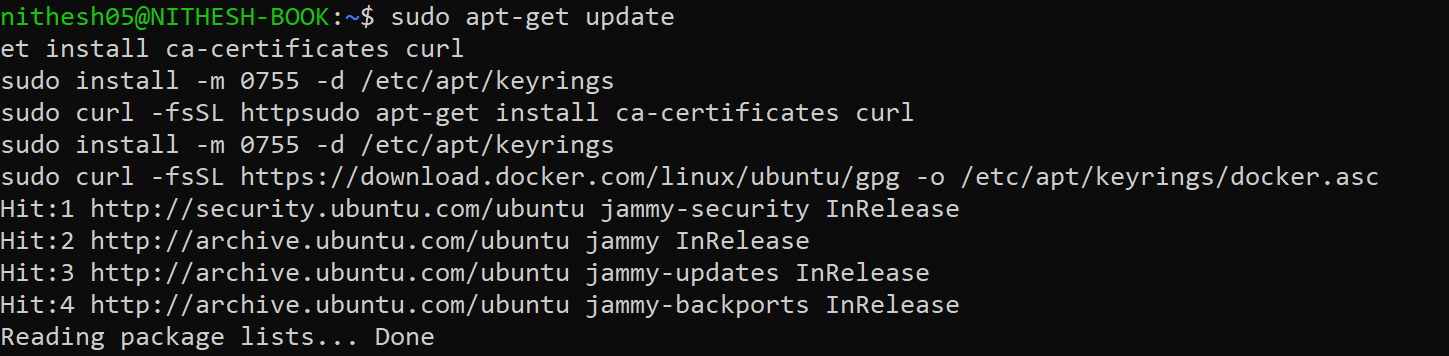 nithesh05@NITHESH-BOOK:~$ sudo apt-get update
et install ca-certificates curl
sudo install -m 0755 -d /etc/apt/keyrings
sudo curl -fsSL httpsudo apt-get install ca-certificates curl
sudo install -m 0755 -d /etc/apt/keyrings
sudo curl -fsSL https://download.docker.com/linux/ubuntu/gpg -o /etc/apt/keyrings/docker.asc
Hit:1 http://security.ubuntu.com/ubuntu jammy-security InRelease
Hit:2 http://archive.ubuntu.com/ubuntu jammy InRelease
Hit:3 http://archive.ubuntu.com/ubuntu jammy-updates InRelease
Hit:4 http://archive.ubuntu.com/ubuntu jammy-backports InRelease
Reading package lists... Done